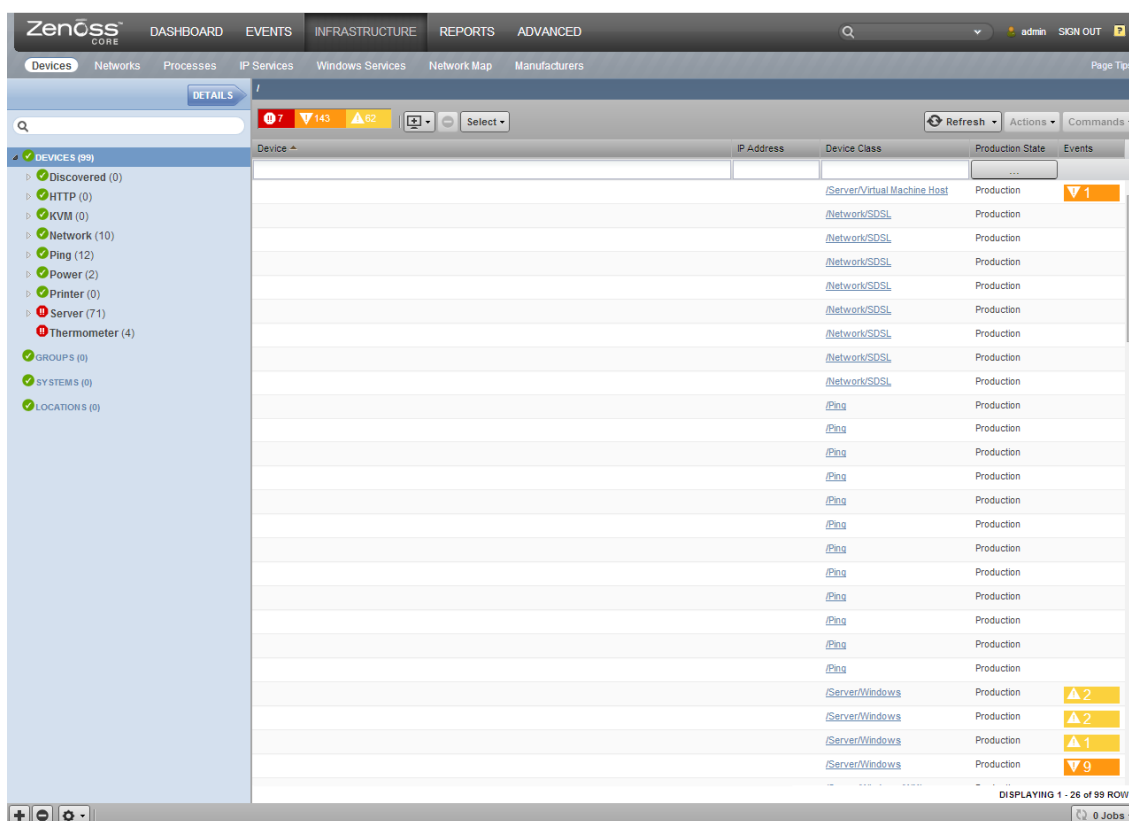 Zenoss CORE DASHBOARD EVENTS INFRASTRUCTURE REPORTS ADVANCED admin SIGN OUT ?
Devices Networks Processes IP Services Windows Services Network Map Manufacturers Page Tips
DETAILS /
7 143 62 Select Refresh Actions Commands
Device IP Address Device Class Production State Events
...
DEVICES (99)
Discovered (0)
HTTP (0)
KVM (0)
Network (10)
Ping (12)
Power (2)
Printer (0)
Server (71)
Thermometer (4)
GROUPS (0)
SYSTEMS (0)
LOCATIONS (0)
/Server/Virtual Machine Host Production 1
/Network/SDSL Production
/Network/SDSL Production
/Network/SDSL Production
/Network/SDSL Production
/Network/SDSL Production
/Network/SDSL Production
/Network/SDSL Production
/Network/SDSL Production
/Ping Production
/Ping Production
/Ping Production
/Ping Production
/Ping Production
/Ping Production
/Ping Production
/Ping Production
/Ping Production
/Ping Production
/Ping Production
/Ping Production
/Server/Windows Production 2
/Server/Windows Production 2
/Server/Windows Production 1
/Server/Windows Production 9
DISPLAYING 1 - 26 of 99 ROW
0 Jobs